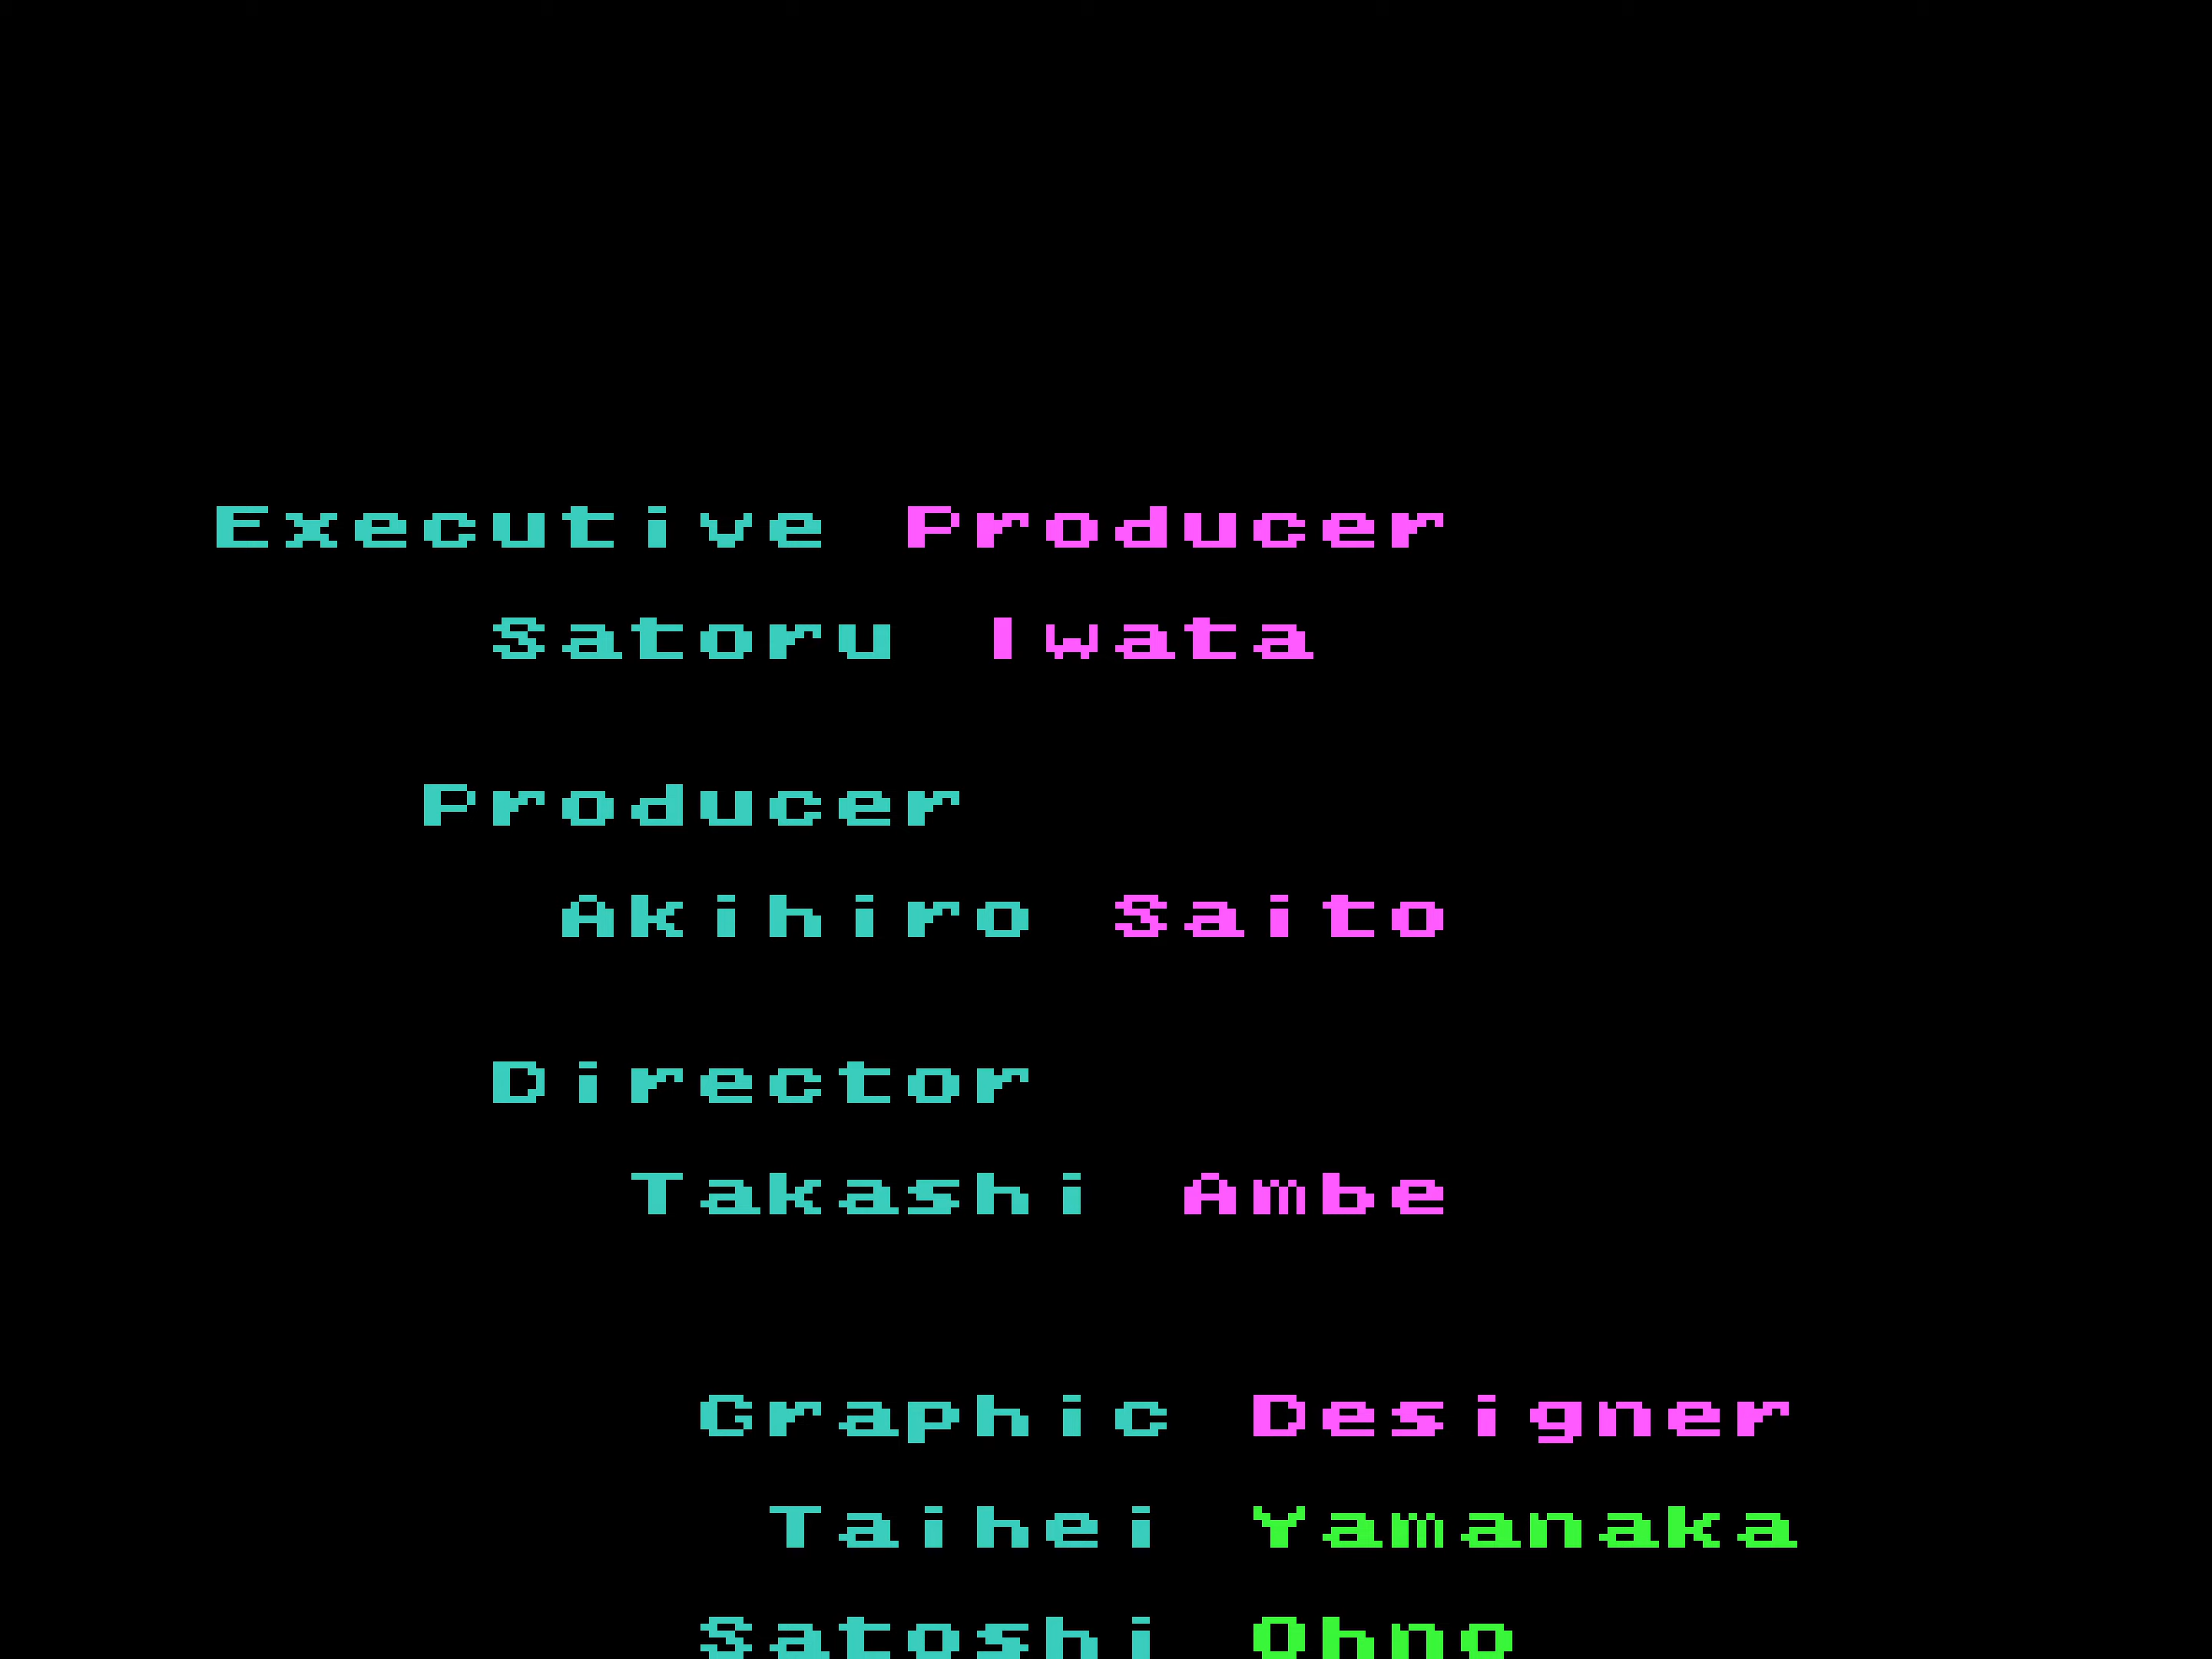 Executive Producer
Satoru Iwata
Producer
Akihiro Saito
Director
Takashi Ambe
Graphic Designer
Taihei Yamanaka
Satoshi Ohno